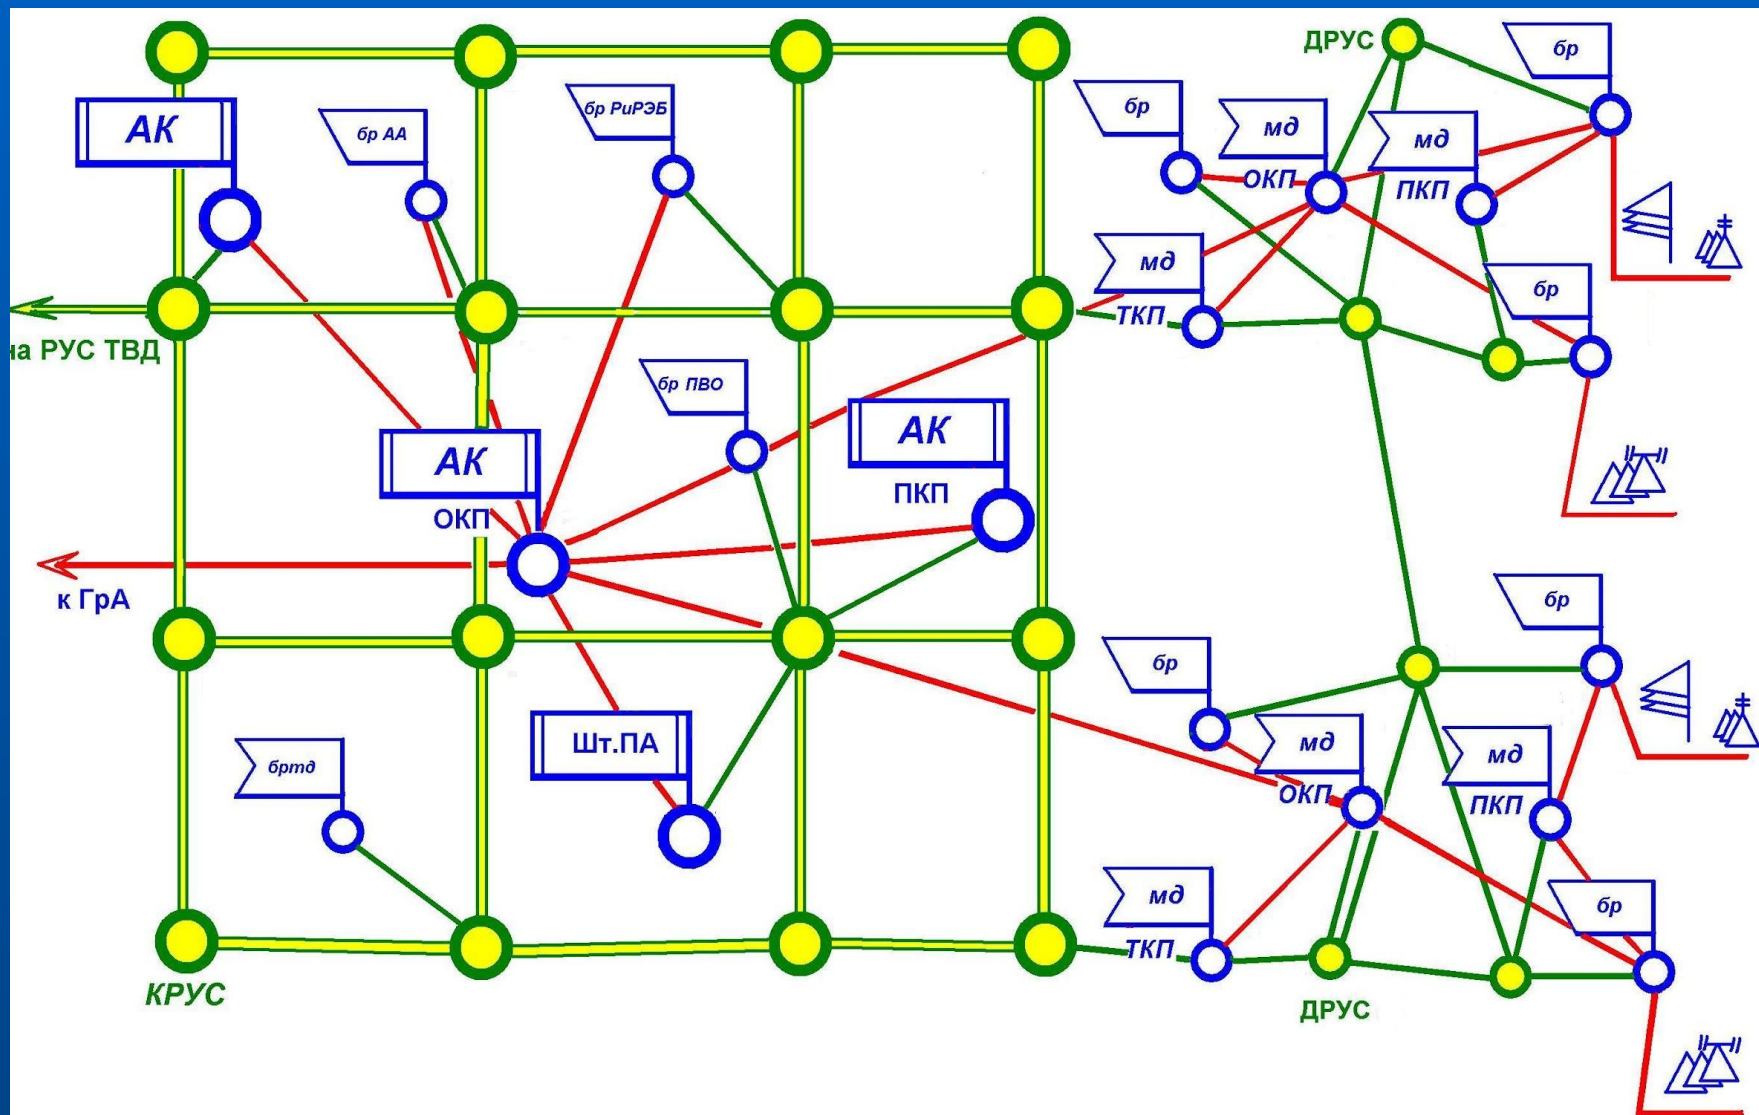 ДРУС
бр
АК
бр АА
бр РиРЭБ
бр
мд
мд
ОКП
ПКП
мд
бр
ТКП
на РУС ТВД
бр ПВО
АК
АК
ПКП
ОКП
к ГрА
бр
бр
Шт.ПА
мд
мд
бртд
ОКП
ПКП
мд
бр
ТКП
КРУС
ДРУС